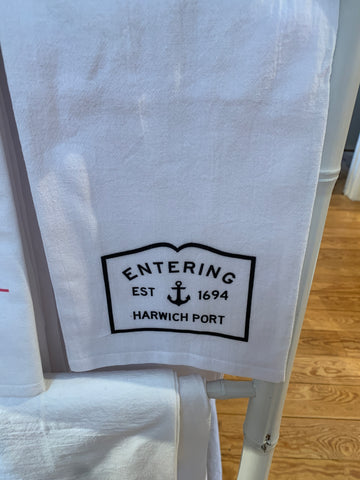 ENTERING
EST 1694
HARWICH PORT